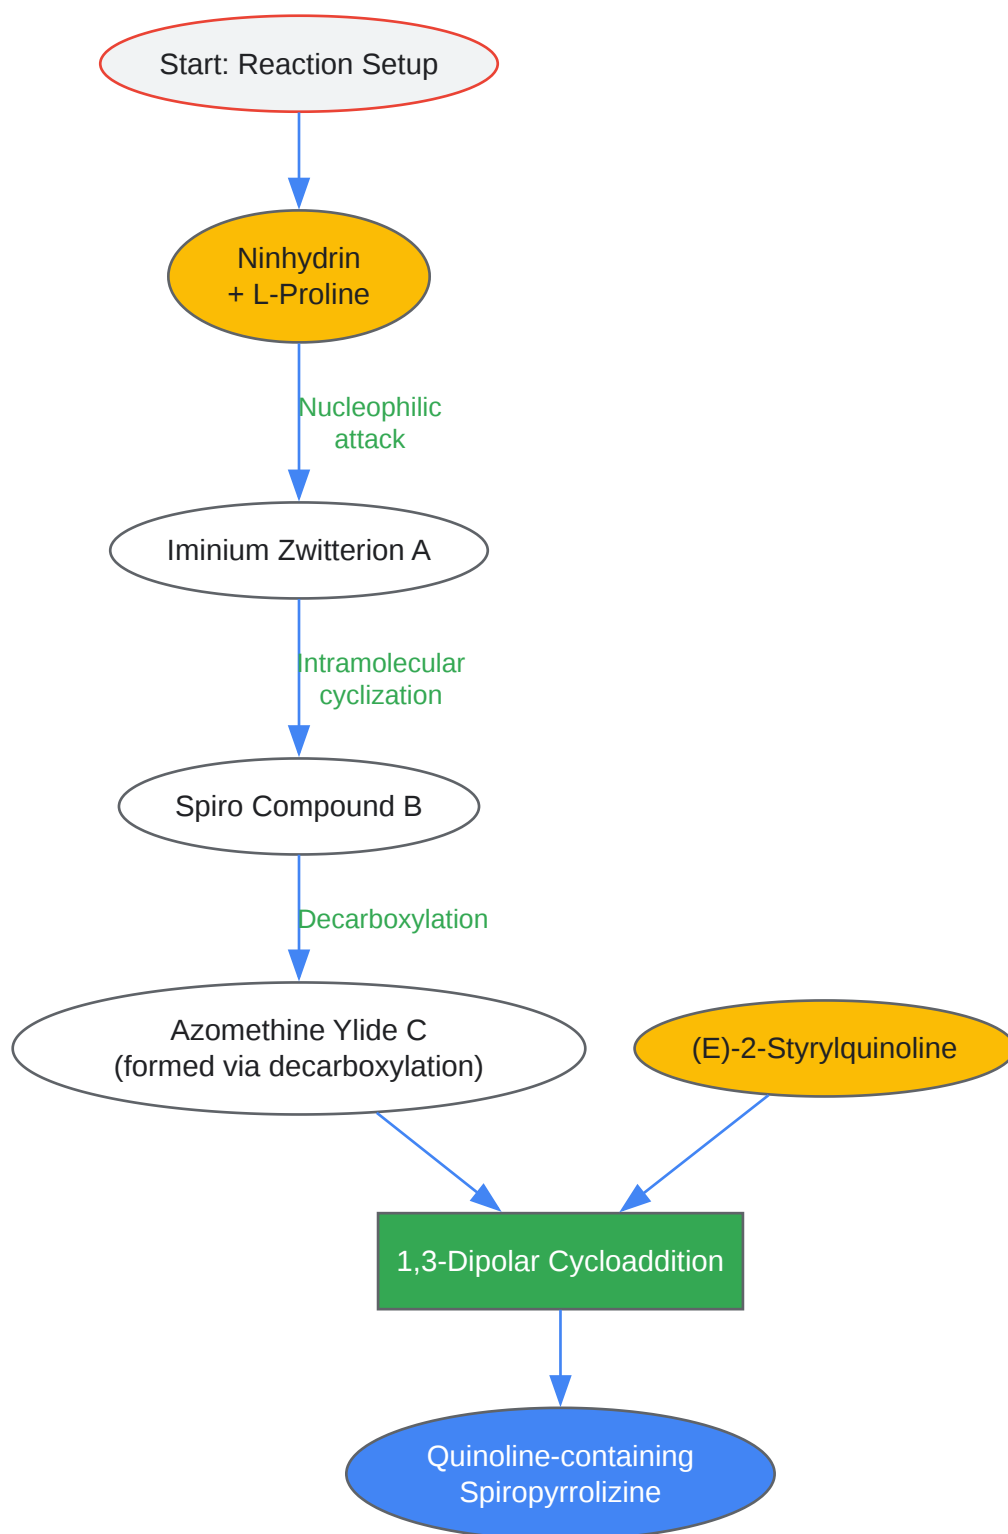 Start: Reaction Setup
Ninhydrin
+ L-Proline
Nucleophilic
attack
Iminium Zwitterion A
Intramolecular
cyclization
Spiro Compound B
Decarboxylation
Azomethine Ylide C
(formed via decarboxylation)
(E)-2-Styrylquinoline
1,3-Dipolar Cycloaddition
Quinoline-containing
Spiropyrrolizine